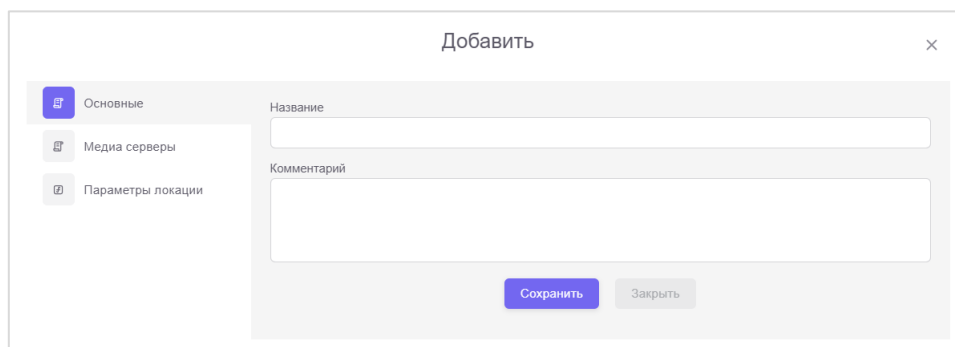 Добавить
Основные
Медиа серверы
Параметры локации
Название
Комментарий
Сохранить
Закрыть